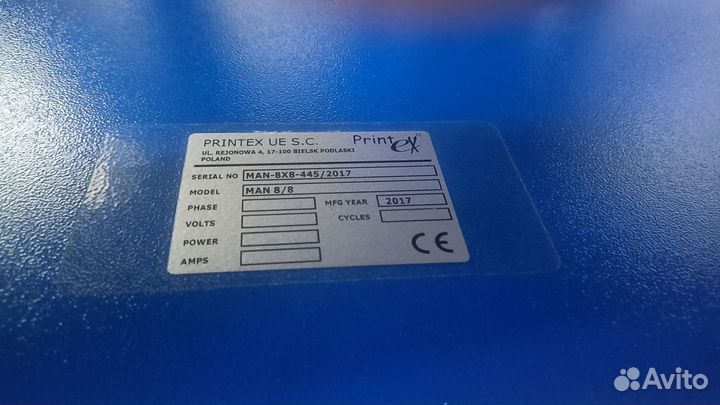 PRINTEX UE S.C. Printex
UL. REJONOWA 4, 17-100 BIELSK PODLASKI
POLAND
SERIAL NO MAN-8X8-445/2017
MODEL MAN 8/8
PHASE MFG YEAR 2017
VOLTS CYCLES
POWER
AMPS CE
Avito